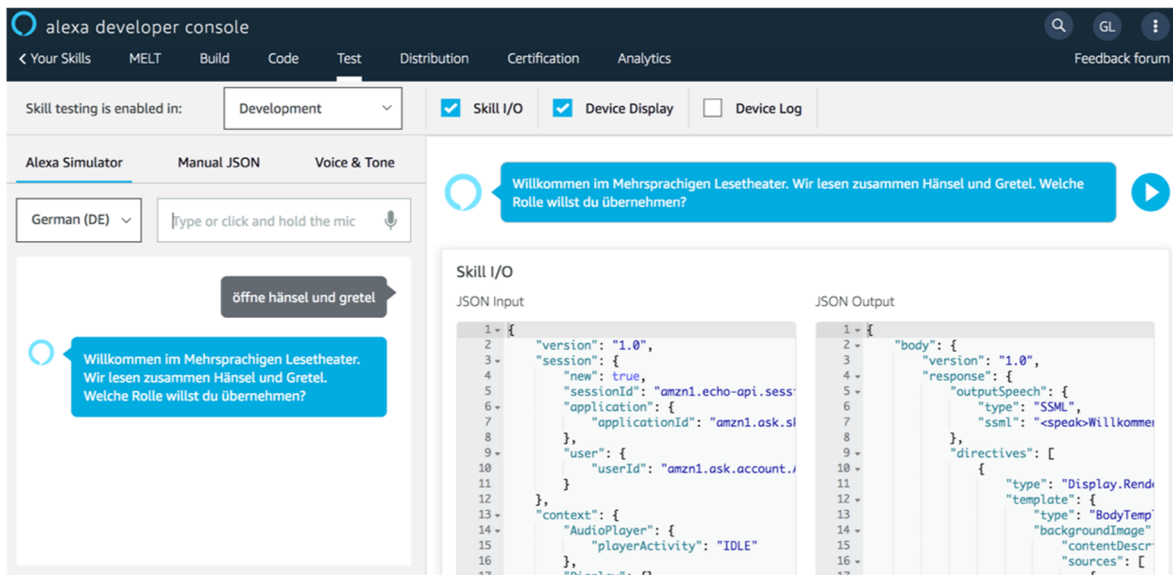 alexa developer console
GL
Your Skills MELT Build Code Test Distribution Certification Analytics Feedback forum
Skill testing is enabled in: Development Skill I/O Device Display Device Log
Alexa Simulator Manual JSON Voice & Tone
German (DE) Type or click and hold the mic
öffne hänsel und gretel
Willkommen im Mehrsprachigen Lesetheater.
Wir lesen zusammen Hänsel und Gretel.
Welche Rolle willst du übernehmen?
Willkommen im Mehrsprachigen Lesetheater. Wir lesen zusammen Hänsel und Gretel. Welche
Rolle willst du übernehmen?
Skill I/O
JSON Input
1 {
2 "version": "1.0",
3 "session": {
4 "new": true,
5 "sessionId": "amzn1.echo-api.sess
6 "application": {
7 "applicationId": "amzn1.ask.sk
8 },
9 "user": {
10 "userId": "amzn1.ask.account.A
11 }
12 },
13 "context": {
14 "AudioPlayer": {
15 "playerActivity": "IDLE"
16 },
17 "Display": {}
JSON Output
1 {
2 "body": {
3 "version": "1.0",
4 "response": {
5 "outputSpeech": {
6 "type": "SSML",
7 "ssml": "<speak>Willkommen
8 },
9 "directives": [
10 {
11 "type": "Display.Rende
12 "template": {
13 "type": "BodyTemp
14 "backgroundImage"
15 "contentDescr
16 "sources": [
17 {